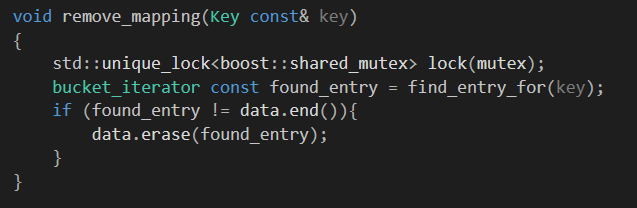 void remove_mapping(Key const& key)
{
    std::unique_lock<boost::shared_mutex> lock(mutex);
    bucket_iterator const found_entry = find_entry_for(key);
    if (found_entry != data.end()){
        data.erase(found_entry);
    }
}